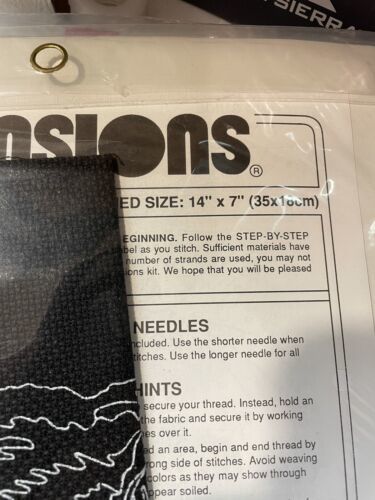 SIERRA
nsions®
ED SIZE: 14" x 7" (35x18cm)
EGINNING. Follow the STEP-BY-STEP
abel as you stitch. Sufficient materials have
number of strands are used, you may not
ons kit. We hope that you will be pleased
NEEDLES
ncluded. Use the shorter needle when
titches. Use the longer needle for all
HINTS
secure your thread. Instead, hold an
the fabric and secure it by working
es over it.
ed an area, begin and end thread by
rong side of stitches. Avoid weaving
colors as they may show through
ppear soiled.